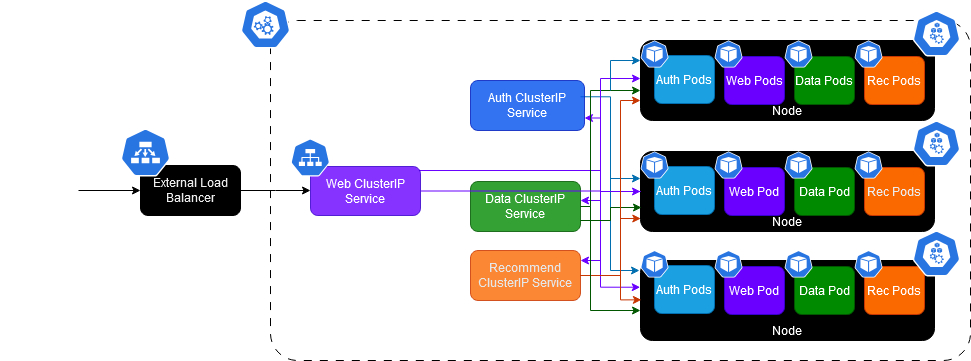 Auth Pods
Web Pods
Data Pods
Rec Pods
Node
Auth ClusterIP
Service
External Load
Balancer
Web ClusterIP
Service
Data ClusterIP
Service
Auth Pods
Web Pod
Data Pod
Rec Pods
Node
Recommend
ClusterIP Service
Auth Pods
Web Pod
Data Pod
Rec Pods
Node